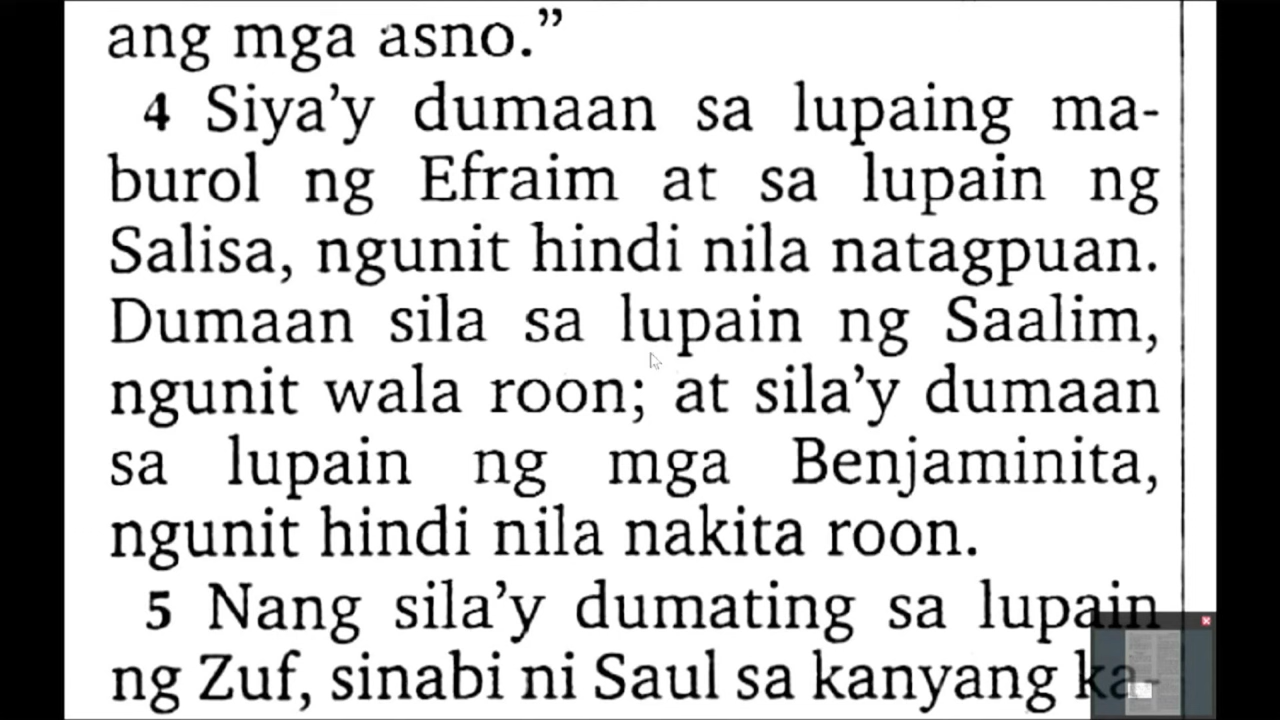 ang mga asno.”
4 Siya’y dumaan sa lupaing ma-
burol ng Efraim at sa lupain ng
Salisa, ngunit hindi nila natagpuan.
Dumaan sila sa lupain ng Saalim,
ngunit wala roon; at sila’y dumaan
sa lupain ng mga Benjaminita,
ngunit hindi nila nakita roon.
5 Nang sila’y dumating sa lupain
ng Zuf, sinabi ni Saul sa kanyang ka-